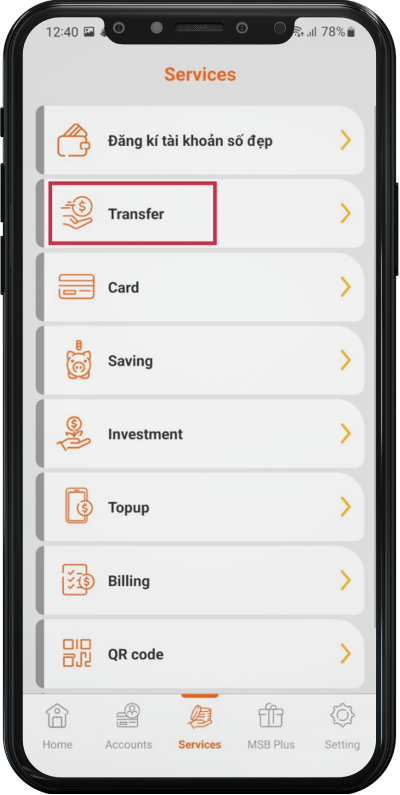 12:40 78%
Services
Đăng kí tài khoản số đẹp
Transfer
Card
Saving
Investment
Topup
Billing
QR code
Home Accounts Services MSB Plus Setting